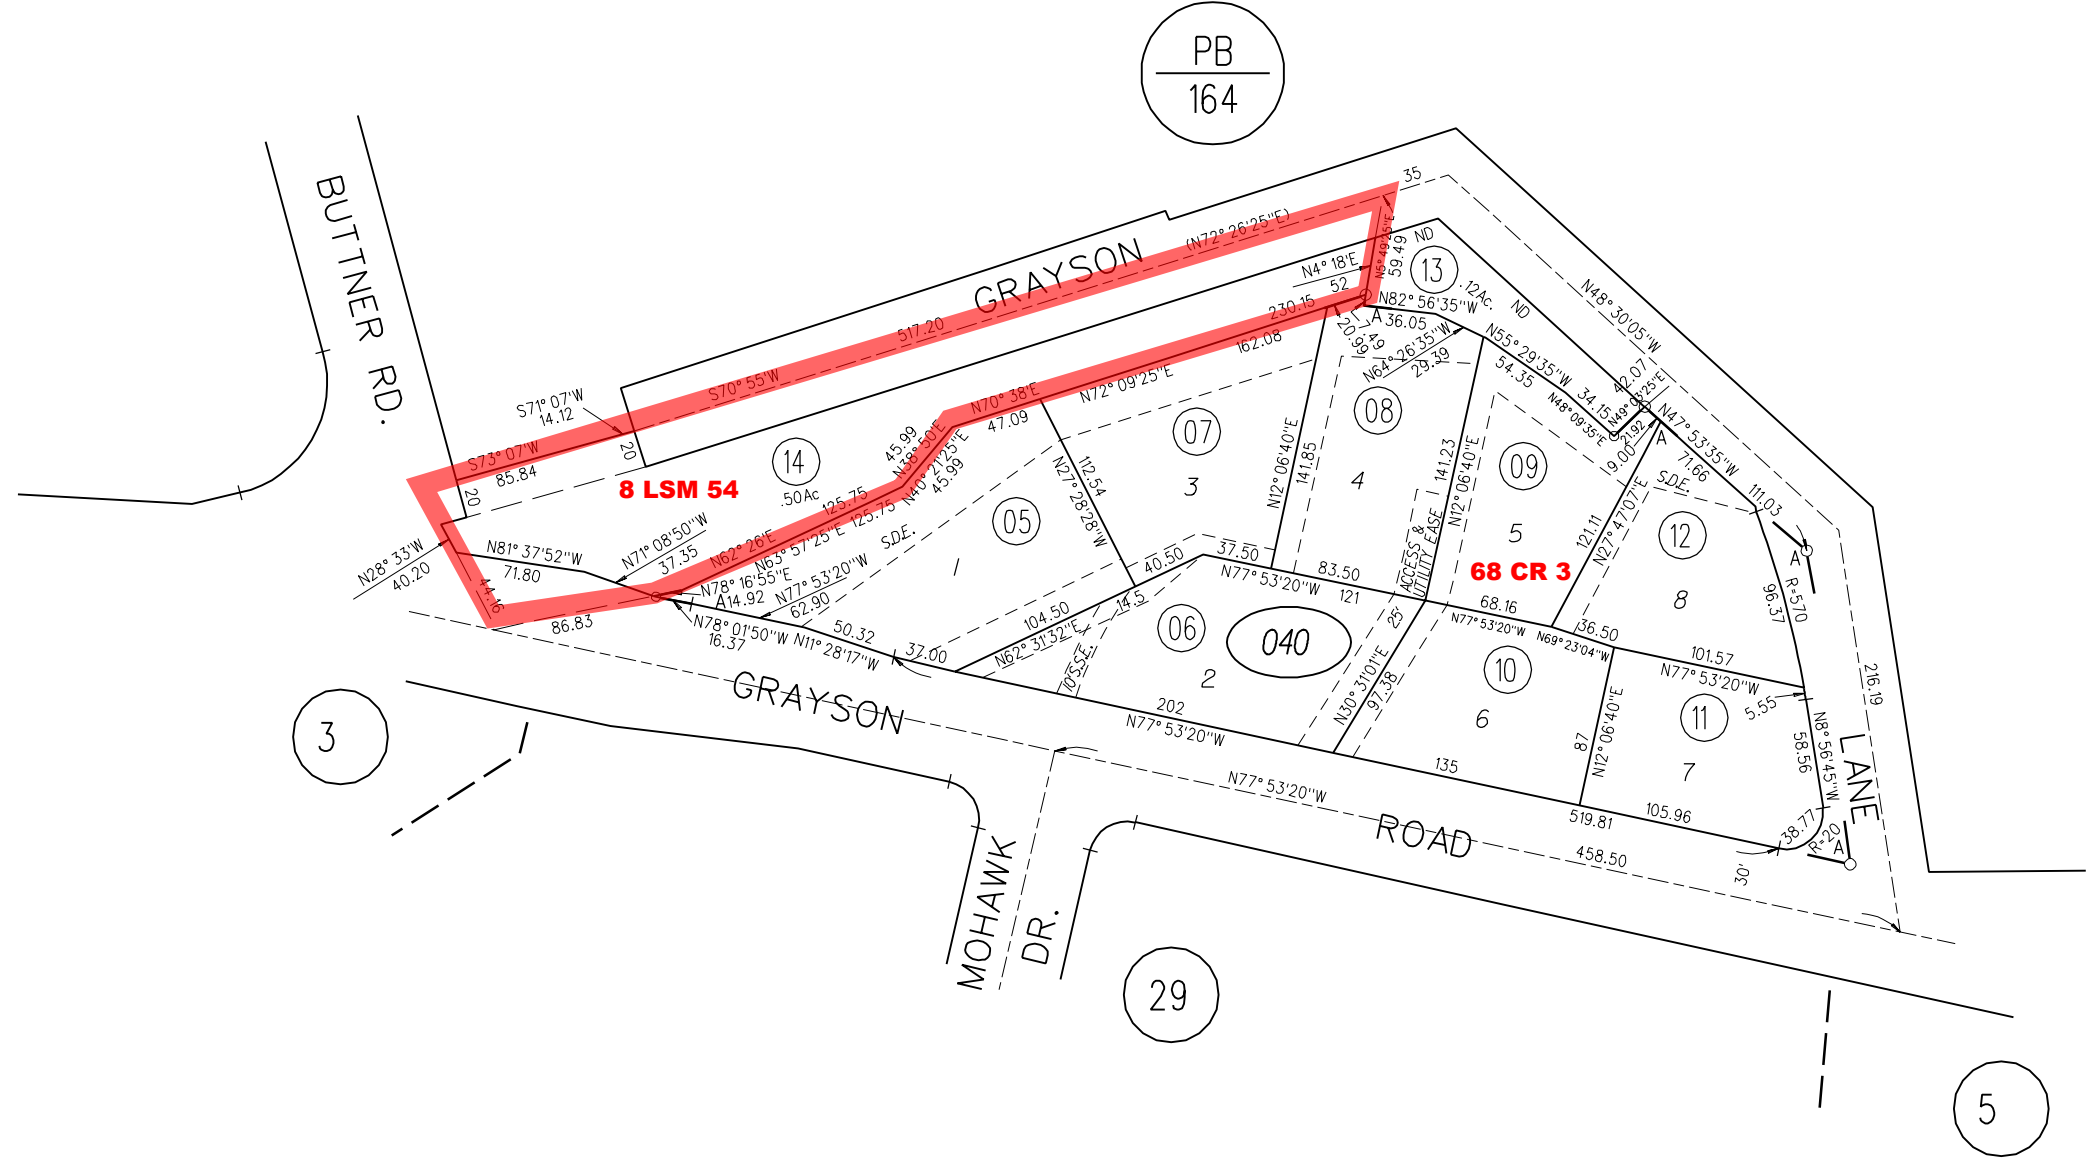 PB
164
BUTTNER RD.
GRAYSON
(N72° 26'25"E)
35
517.20
S70° 55'W
S71° 07'W
14.12
S73° 07'W
85.84
20
20
14
.50Ac
8 LSM 54
N28° 33'W
40.20
44.16
N81° 37'52"W
71.80
N71° 08'50"W
37.35
86.83
N62° 26'E
125.75
N63° 57'25"E
125.75
N38° 50'E
45.99
N40° 21'25"E
45.99
N70° 38'E
47.09
N72° 09'25"E
162.08
230.15
N4° 18'E
52
N5° 49'25"E
59.49
ND
13
.12Ac.
ND
N82° 56'35"W
36.05
A
7.49
20.99
N64° 26'35"W
29.39
N55° 29'35"W
54.35
34.15
N48° 09'35"E
42.07
N49° 03'25"E
21.92
9.00
A
N48° 30'05"W
N47° 53'35"W
71.66
111.03
S.D.E.
A
R=570
96.37
216.19
N78° 16'55"E
A14.92
N77° 53'20"W
62.90
S.D.E.
N78° 01'50"W
16.37
N11° 28'17"W
50.32
37.00
05
1
112.54
N27° 28'28"W
07
3
N12° 06'40"E
141.85
08
4
141.23
N12° 06'40"E
ACCESS &
UTILITY EASE
25'
09
5
68 CR 3
121.11
N27° 47'07"E
12
8
104.50
N62° 31'32"E
40.50
14.5
10'S.S.E.
37.50
N77° 53'20"W
83.50
121
06
2
040
68.16
N77° 53'20"W
36.50
N69° 23'04"W
101.57
N77° 53'20"W
5.55
N30° 31'01"E
97.38
10
6
87
N12° 06'40"E
11
7
N8° 56'45"W
58.56
LANE
202
N77° 53'20"W
135
105.96
519.81
38.77
R=20
A
GRAYSON
ROAD
N77° 53'20"W
458.50
30'
MOHAWK
DR.
3
29
5